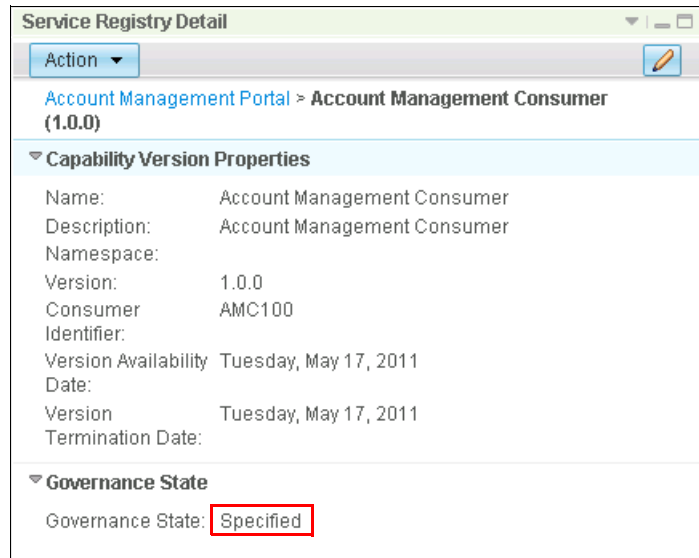 Service Registry Detail
Action
Account Management Portal > Account Management Consumer
(1.0.0)
Capability Version Properties
Name: Account Management Consumer
Description: Account Management Consumer
Namespace:
Version: 1.0.0
Consumer AMC100
Identifier:
Version Availability Tuesday, May 17, 2011
Date:
Version Tuesday, May 17, 2011
Termination Date:
Governance State
Governance State: Specified